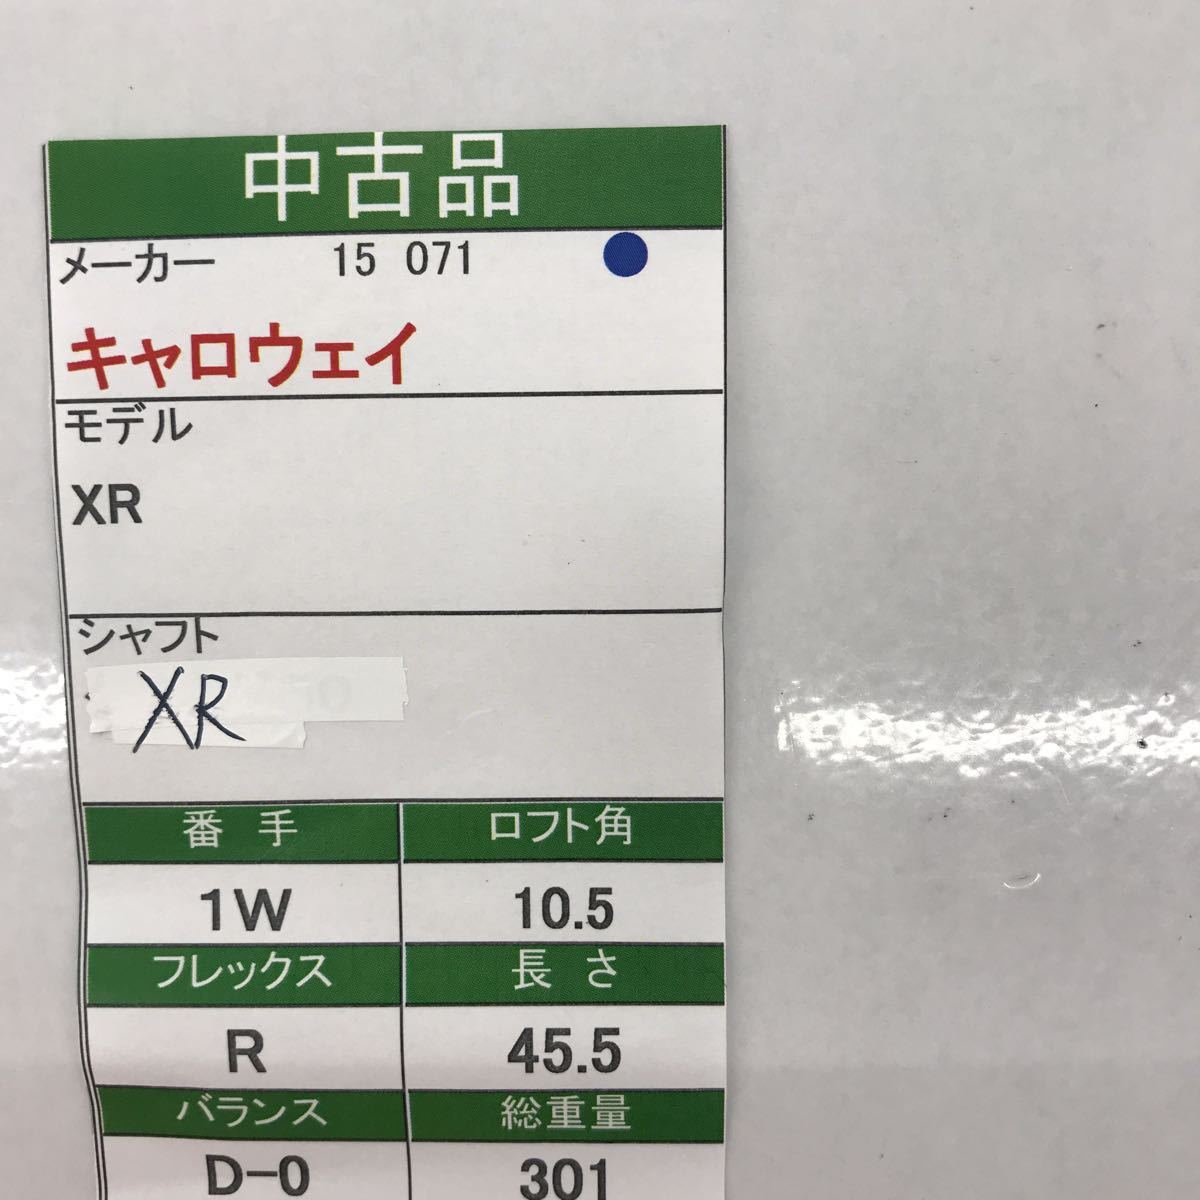 中古品
メーカー 15 071
キャロウェイ
モデル
XR
シャフト
XR
番手 ロフト角
1W 10.5
フレックス 長さ
R 45.5
バランス 総重量
D-0 301